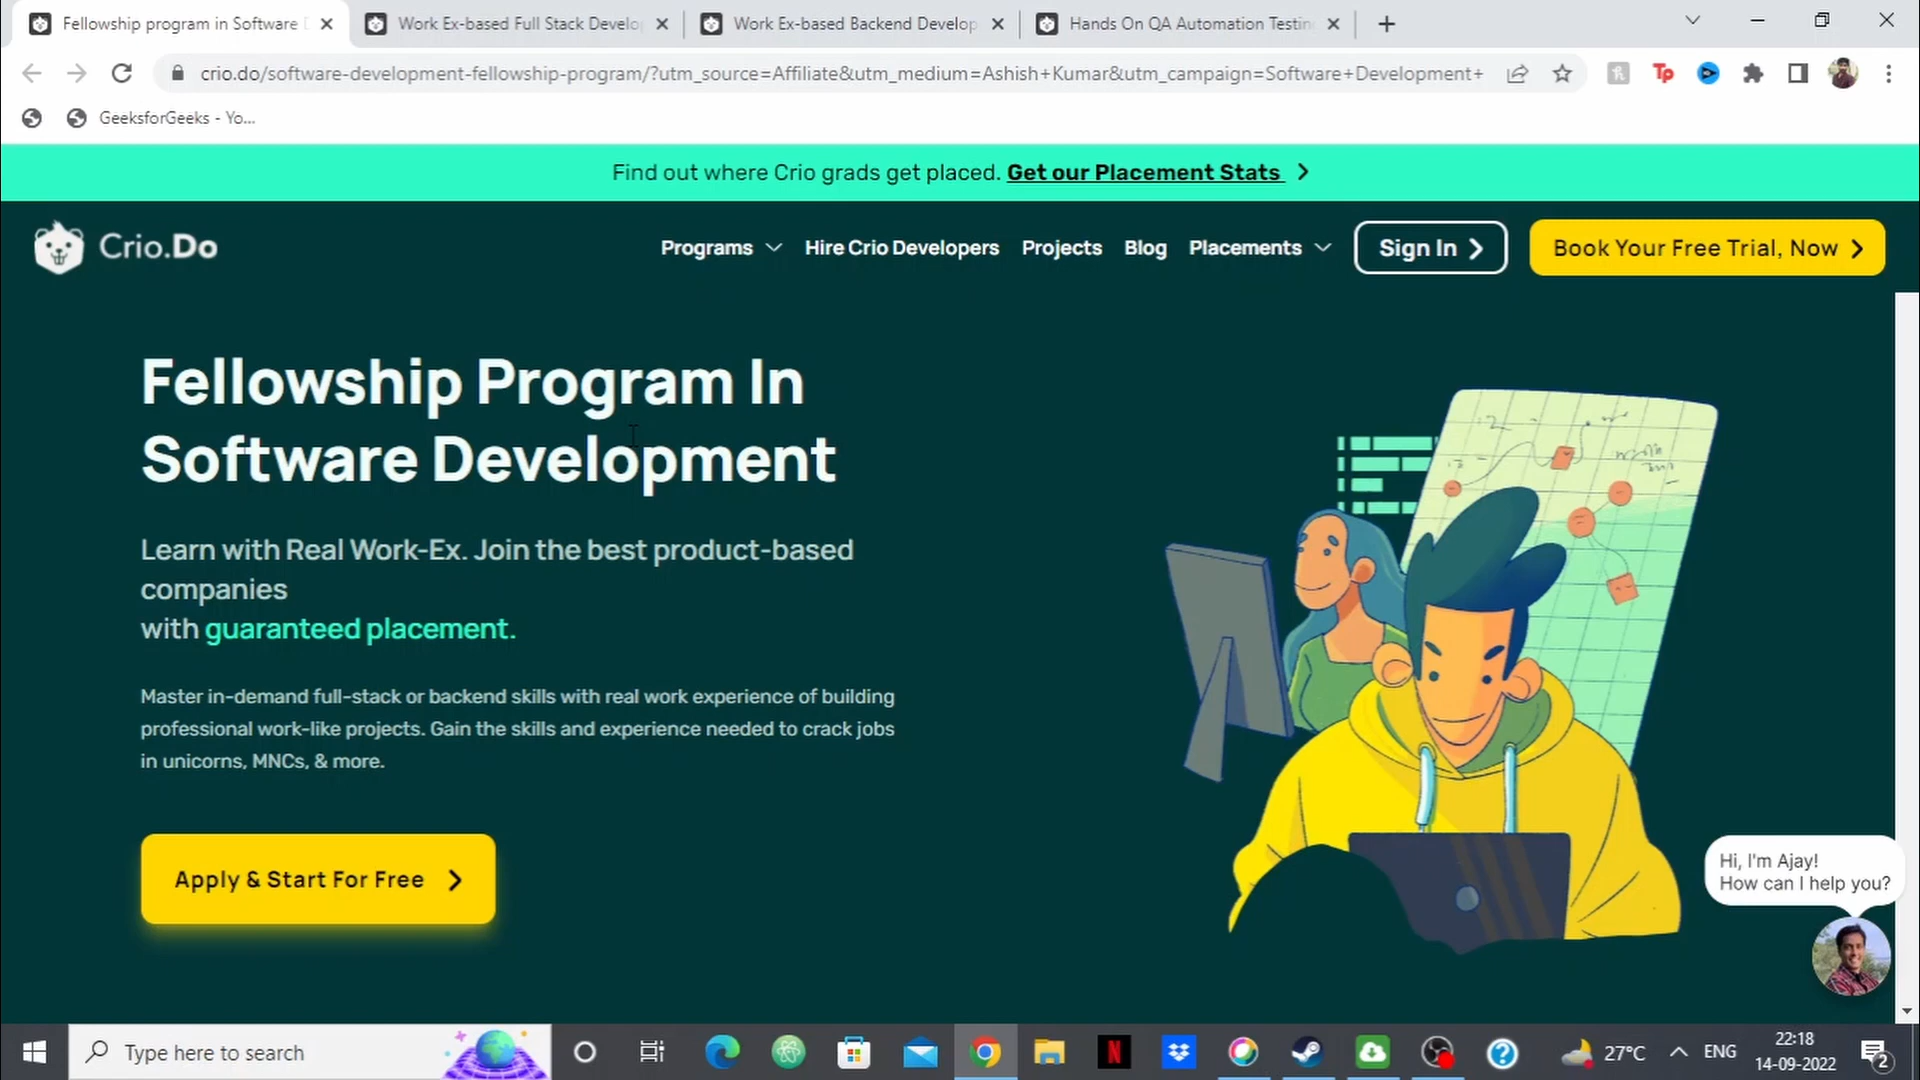 Fellowship program in Software D
Work Ex-based Full Stack Develop
Work Ex-based Backend Develop
Hands On QA Automation Testin
crio.do/software-development-fellowship-program/?utm_source=Affiliate&utm_medium=Ashish+Kumar&utm_campaign=Software+Development+
Tp
GeeksforGeeks - Yo...
Find out where Crio grads get placed. Get our Placement Stats
Crio.Do
Programs
Hire Crio Developers
Projects
Blog
Placements
Sign In
Book Your Free Trial, Now
Fellowship Program In
Software Development
Learn with Real Work-Ex. Join the best product-based
companies
with guaranteed placement.
Master in-demand full-stack or backend skills with real work experience of building
professional work-like projects. Gain the skills and experience needed to crack jobs
in unicorns, MNCs, & more.
Apply & Start For Free
Hi, I'm Ajay!
How can I help you?
Type here to search
N
27°C
ENG
22:18
14-09-2022
2